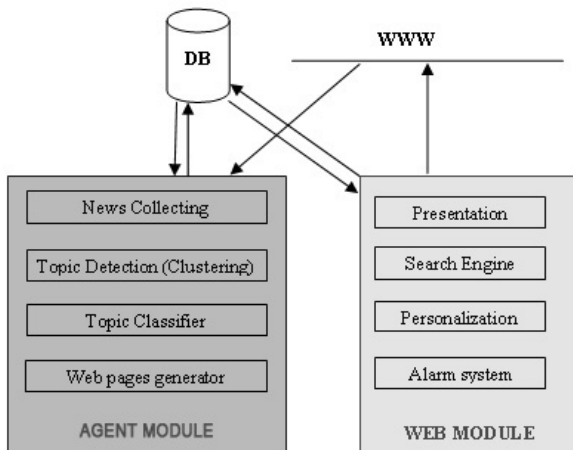 DB
WWW
News Collecting
Topic Detection (Clustering)
Topic Classifier
Web pages generator
AGENT MODULE
Presentation
Search Engine
Personalization
Alarm system
WEB MODULE